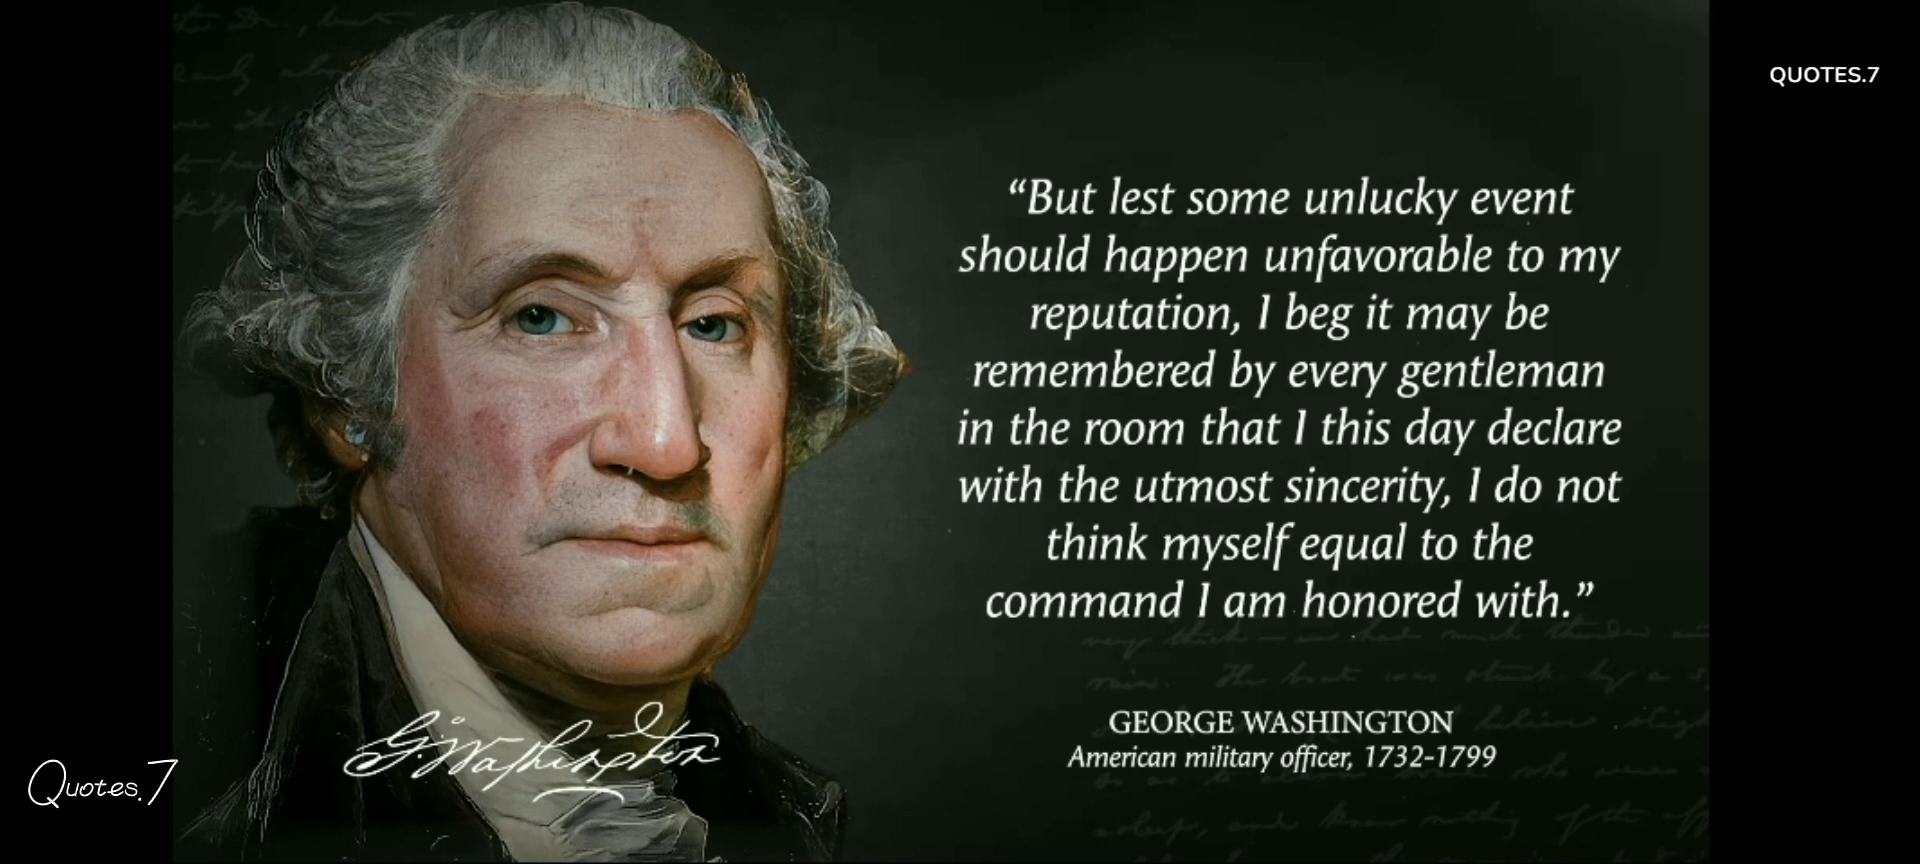 QUOTES.7
“But lest some unlucky event
should happen unfavorable to my
reputation, I beg it may be
remembered by every gentleman
in the room that I this day declare
with the utmost sincerity, I do not
think myself equal to the
command I am honored with.”
GEORGE WASHINGTON
American military officer, 1732-1799
G. Washington
Quotes.7